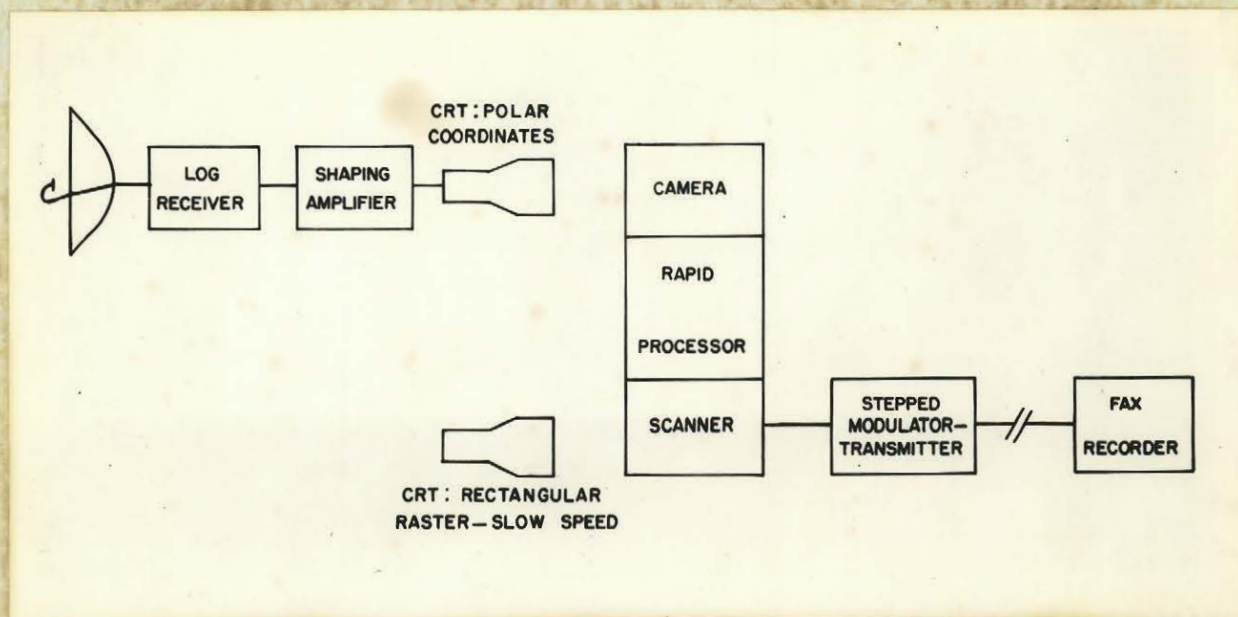 CRT: POLAR
COORDINATES
LOG
RECEIVER
SHAPING
AMPLIFIER
CAMERA
RAPID
PROCESSOR
SCANNER
STEPPED
MODULATOR-
TRANSMITTER
FAX
RECORDER
CRT: RECTANGULAR
RASTER-SLOW SPEED